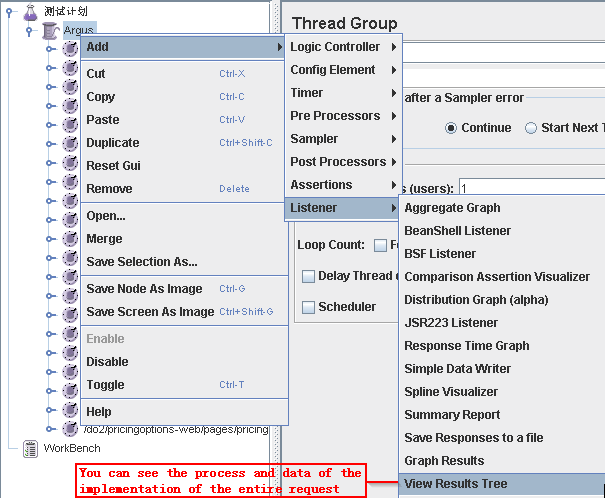 测试计划
Argus
Add
Cut Ctrl-X
Copy Ctrl-C
Paste Ctrl-V
Duplicate Ctrl+Shift-C
Reset Gui
Remove Delete
Open...
Merge
Save Selection As...
Save Node As Image Ctrl-G
Save Screen As Image Ctrl+Shift-G
Enable
Disable
Toggle Ctrl-T
Help
/do2/pricingoptions-web/pages/pricing
WorkBench
Logic Controller
Config Element
Timer
Pre Processors
Sampler
Post Processors
Assertions
Listener
Thread Group
after a Sampler error
Continue Start Next T
(users): 1
Loop Count: Fo
Delay Thread
Scheduler
Aggregate Graph
BeanShell Listener
BSF Listener
Comparison Assertion Visualizer
Distribution Graph (alpha)
JSR223 Listener
Response Time Graph
Simple Data Writer
Spline Visualizer
Summary Report
Save Responses to a file
Graph Results
View Results Tree
You can see the process and data of the
implementation of the entire request